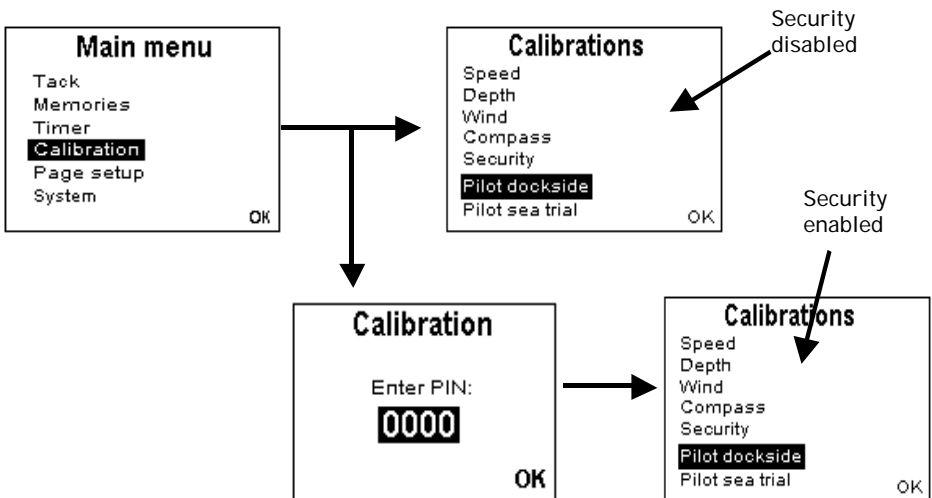 Main menu
Tack
Memories
Timer
Calibration
Page setup
System
OK
Calibrations
Speed
Depth
Wind
Compass
Security
Pilot dockside
Pilot sea trial
OK
Security
disabled
Calibration
Enter PIN:
0000
OK
Calibrations
Speed
Depth
Wind
Compass
Security
Pilot dockside
Pilot sea trial
OK
Security
enabled